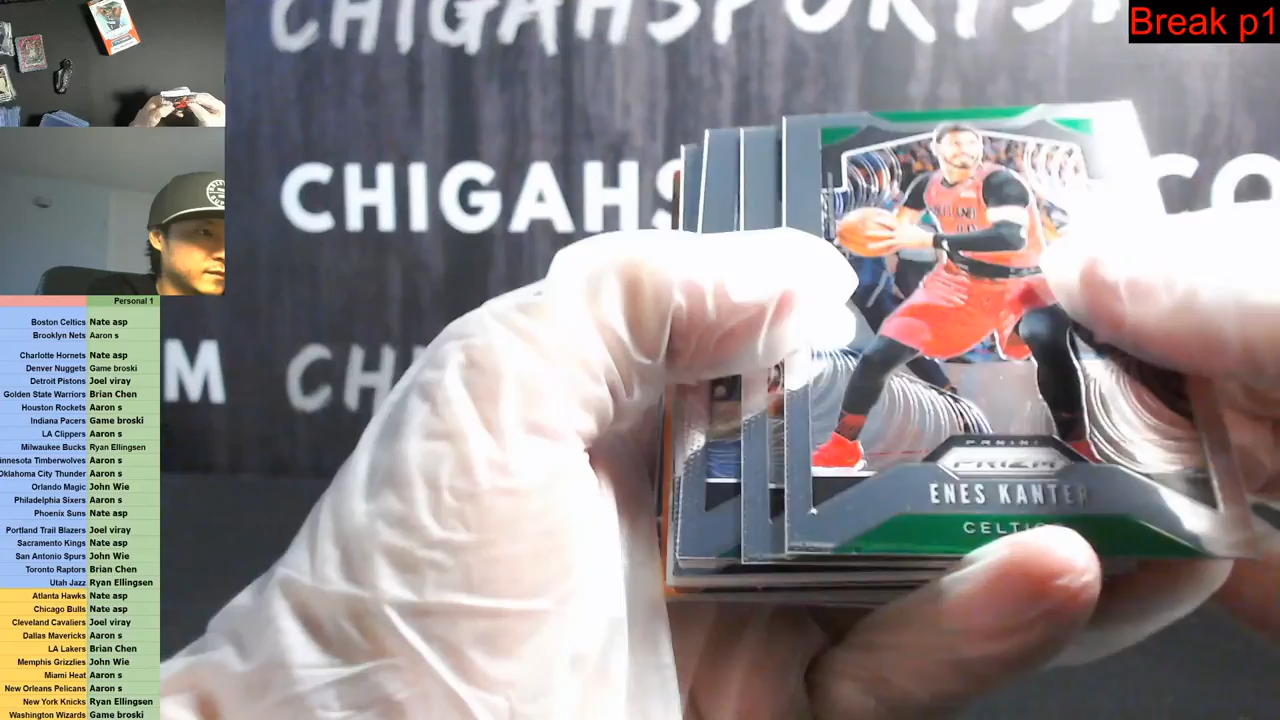 CHIGAHSPORTS
Break p1
CHIGAHS
CO
M
CHI
PANINI
PRIZM
ENES KANTER
CELTIC
Personal 1
Boston Celtics Nate asp
Brooklyn Nets Aaron s
Charlotte Hornets Nate asp
Denver Nuggets Game broski
Detroit Pistons Joel viray
Golden State Warriors Brian Chen
Houston Rockets Aaron s
Indiana Pacers Game broski
LA Clippers Aaron s
Milwaukee Bucks Ryan Ellingsen
nnesota Timberwolves Aaron s
Oklahoma City Thunder Aaron s
Orlando Magic John Wie
Philadelphia Sixers Aaron s
Phoenix Suns Nate asp
Portland Trail Blazers Joel viray
Sacramento Kings Nate asp
San Antonio Spurs John Wie
Toronto Raptors Brian Chen
Utah Jazz Ryan Ellingsen
Atlanta Hawks Nate asp
Chicago Bulls Nate asp
Cleveland Cavaliers Joel viray
Dallas Mavericks Aaron s
LA Lakers Brian Chen
Memphis Grizzlies John Wie
Miami Heat Aaron s
New Orleans Pelicans Aaron s
New York Knicks Ryan Ellingsen
Washington Wizards Game broski